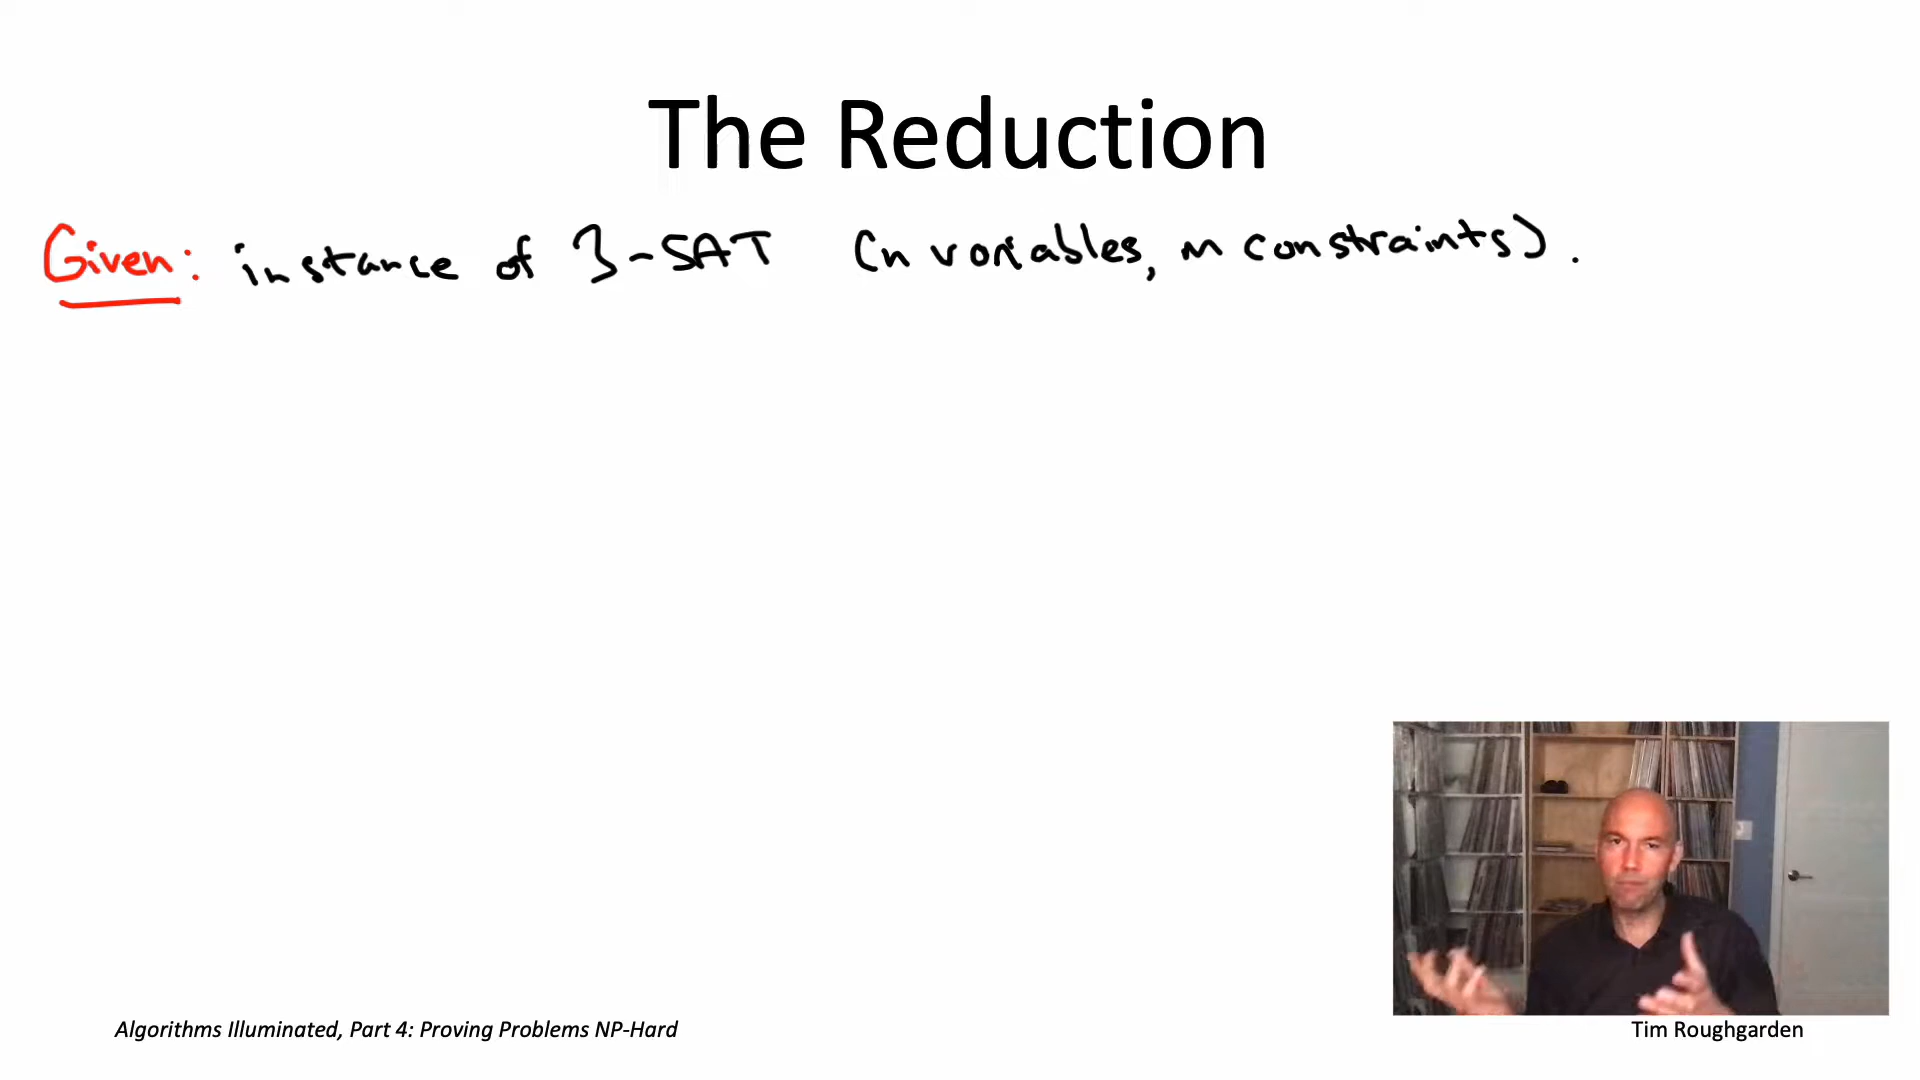 The Reduction
Given: instance of 3-SAT (n variables, m constraints).
Algorithms Illuminated, Part 4: Proving Problems NP-Hard
Tim Roughgarden